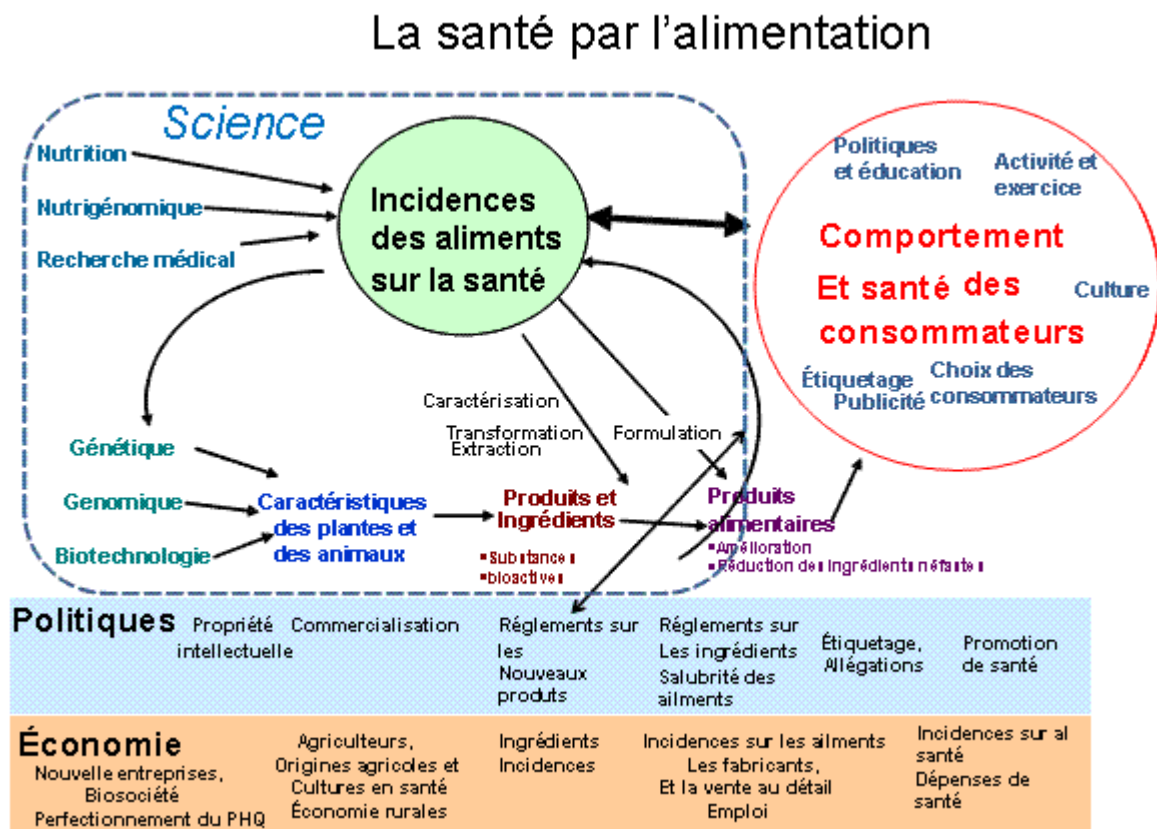 La santé par l'alimentation
Science
Nutrition
Nutrigénomique
Recherche médical
Incidences
des aliments
sur la santé
Politiques
et éducation
Activité et
exercice
Comportement
Et santé des
consommateurs
Culture
Étiquetage
Publicité
Choix des
consommateurs
Caractérisation
Transformation
Extraction
Formulation
Génétique
Genomique
Biotechnologie
Caractéristiques
des plantes et
des animaux
Produits et
Ingrédients
▪Substances
▪bioactives
Produits
alimentaires
▪Amélioration
▪Réduction des ingrédients néfastes
Politiques
Propriété
intellectuelle
Commercialisation
Réglements sur
les
Nouveaux
produts
Réglements sur
Les ingrédients
Salubrité des
ailments
Étiquetage,
Allégations
Promotion
de santé
Économie
Nouvelle entreprises,
Biosociété
Perfectionnement du PHQ
Agriculteurs,
Origines agricoles et
Cultures en santé
Économie rurales
Ingrédients
Incidences
Incidences sur les ailments
Les fabricants,
Et la vente au détail
Emploi
Incidences sur al
santé
Dépenses de
santé